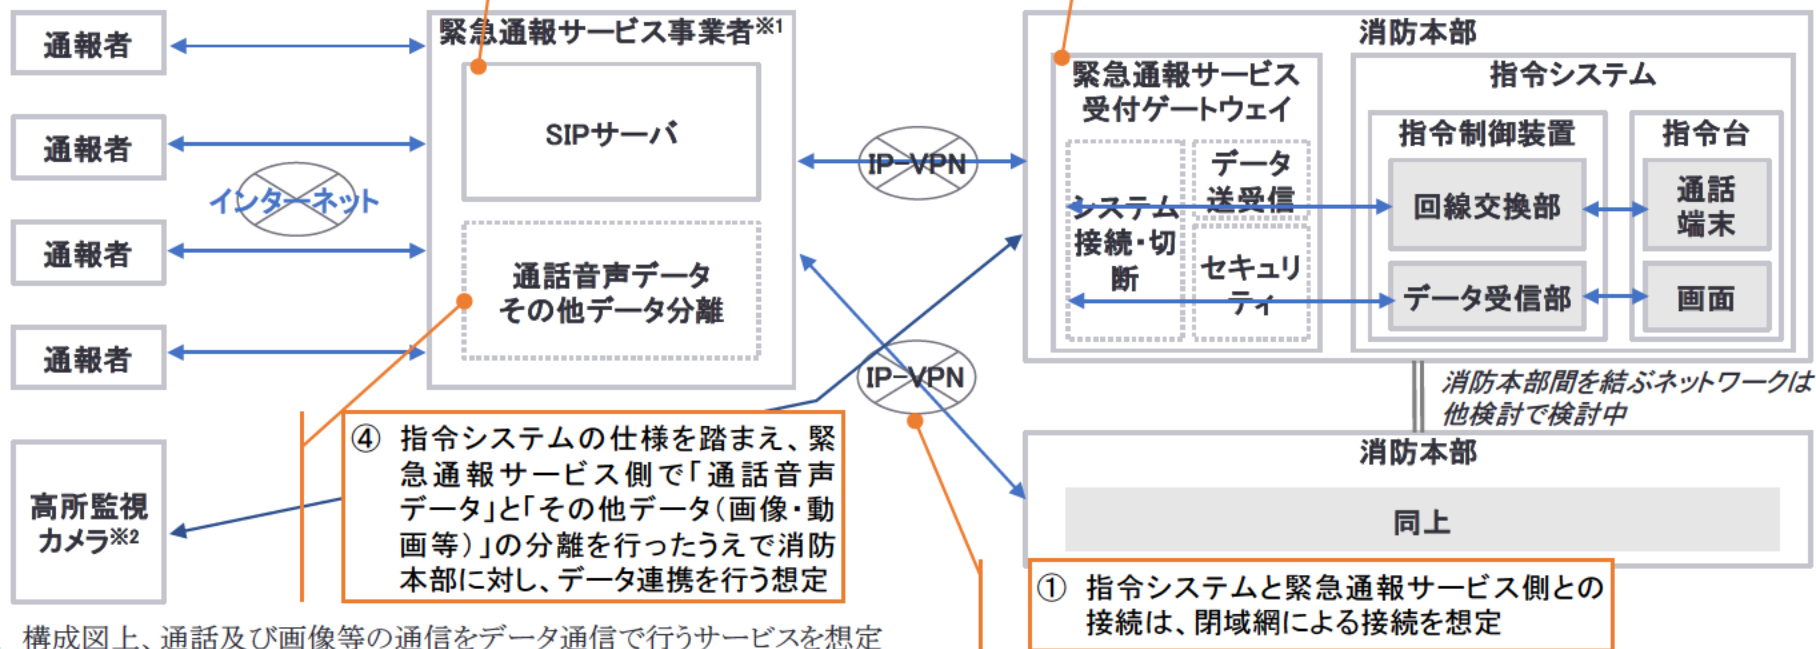 通報者
通報者
通報者
通報者
インターネット
高所監視
カメラ※2
緊急通報サービス事業者※1
SIPサーバ
通話音声データ
その他データ分離
IP-VPN
IP-VPN
消防本部
緊急通報サービス
受付ゲートウェイ
システム
接続・切
断
データ
送受信
セキュリ
ティ
指令システム
指令制御装置
回線交換部
データ受信部
指令台
通話
端末
画面
消防本部間を結ぶネットワークは
他検討で検討中
消防本部
同上
④ 指令システムの仕様を踏まえ、緊
急通報サービス側で「通話音声
データ」と「その他データ（画像・動
画等）」の分離を行ったうえで消防
本部に対し、データ連携を行う想定
① 指令システムと緊急通報サービス側との
接続は、閉域網による接続を想定
構成図上、通話及び画像等の通信をデータ通信で行うサービスを想定